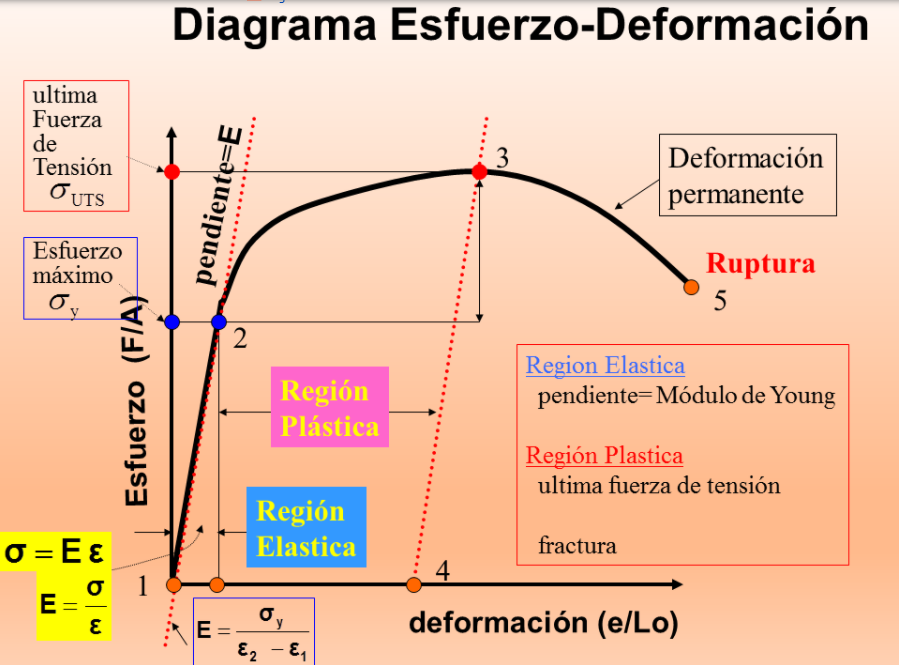 Diagrama Esfuerzo-Deformación
ultima
Fuerza
de
Tensión
σUTS
Esfuerzo
máximo
σy
Esfuerzo (F/A)
pendiente=E
3
Deformación
permanente
Ruptura
5
2
Región
Plástica
Región
Elastica
Region Elastica
pendiente= Módulo de Young
Región Plastica
ultima fuerza de tensión
fractura
σ = E ε
E = σ/ε
1
4
E = σy/(ε2 − ε1)
deformación (e/Lo)